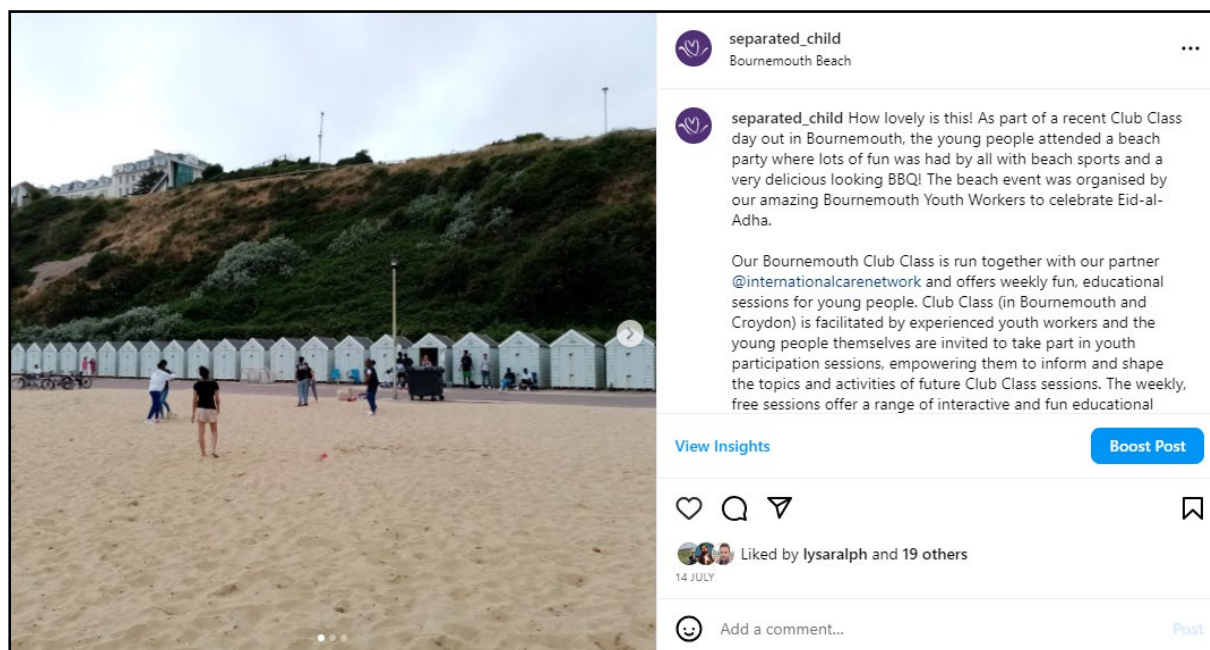 separated_child
Bournemouth Beach
separated_child How lovely is this! As part of a recent Club Class
day out in Bournemouth, the young people attended a beach
party where lots of fun was had by all with beach sports and a
very delicious looking BBQ! The beach event was organised by
our amazing Bournemouth Youth Workers to celebrate Eid-al-
Adha.
Our Bournemouth Club Class is run together with our partner
@internationalcarenetwork and offers weekly fun, educational
sessions for young people. Club Class (in Bournemouth and
Croydon) is facilitated by experienced youth workers and the
young people themselves are invited to take part in youth
participation sessions, empowering them to inform and shape
the topics and activities of future Club Class sessions. The weekly,
free sessions offer a range of interactive and fun educational
View Insights
Boost Post
Liked by lysaralph and 19 others
14 JULY
Add a comment...
Post